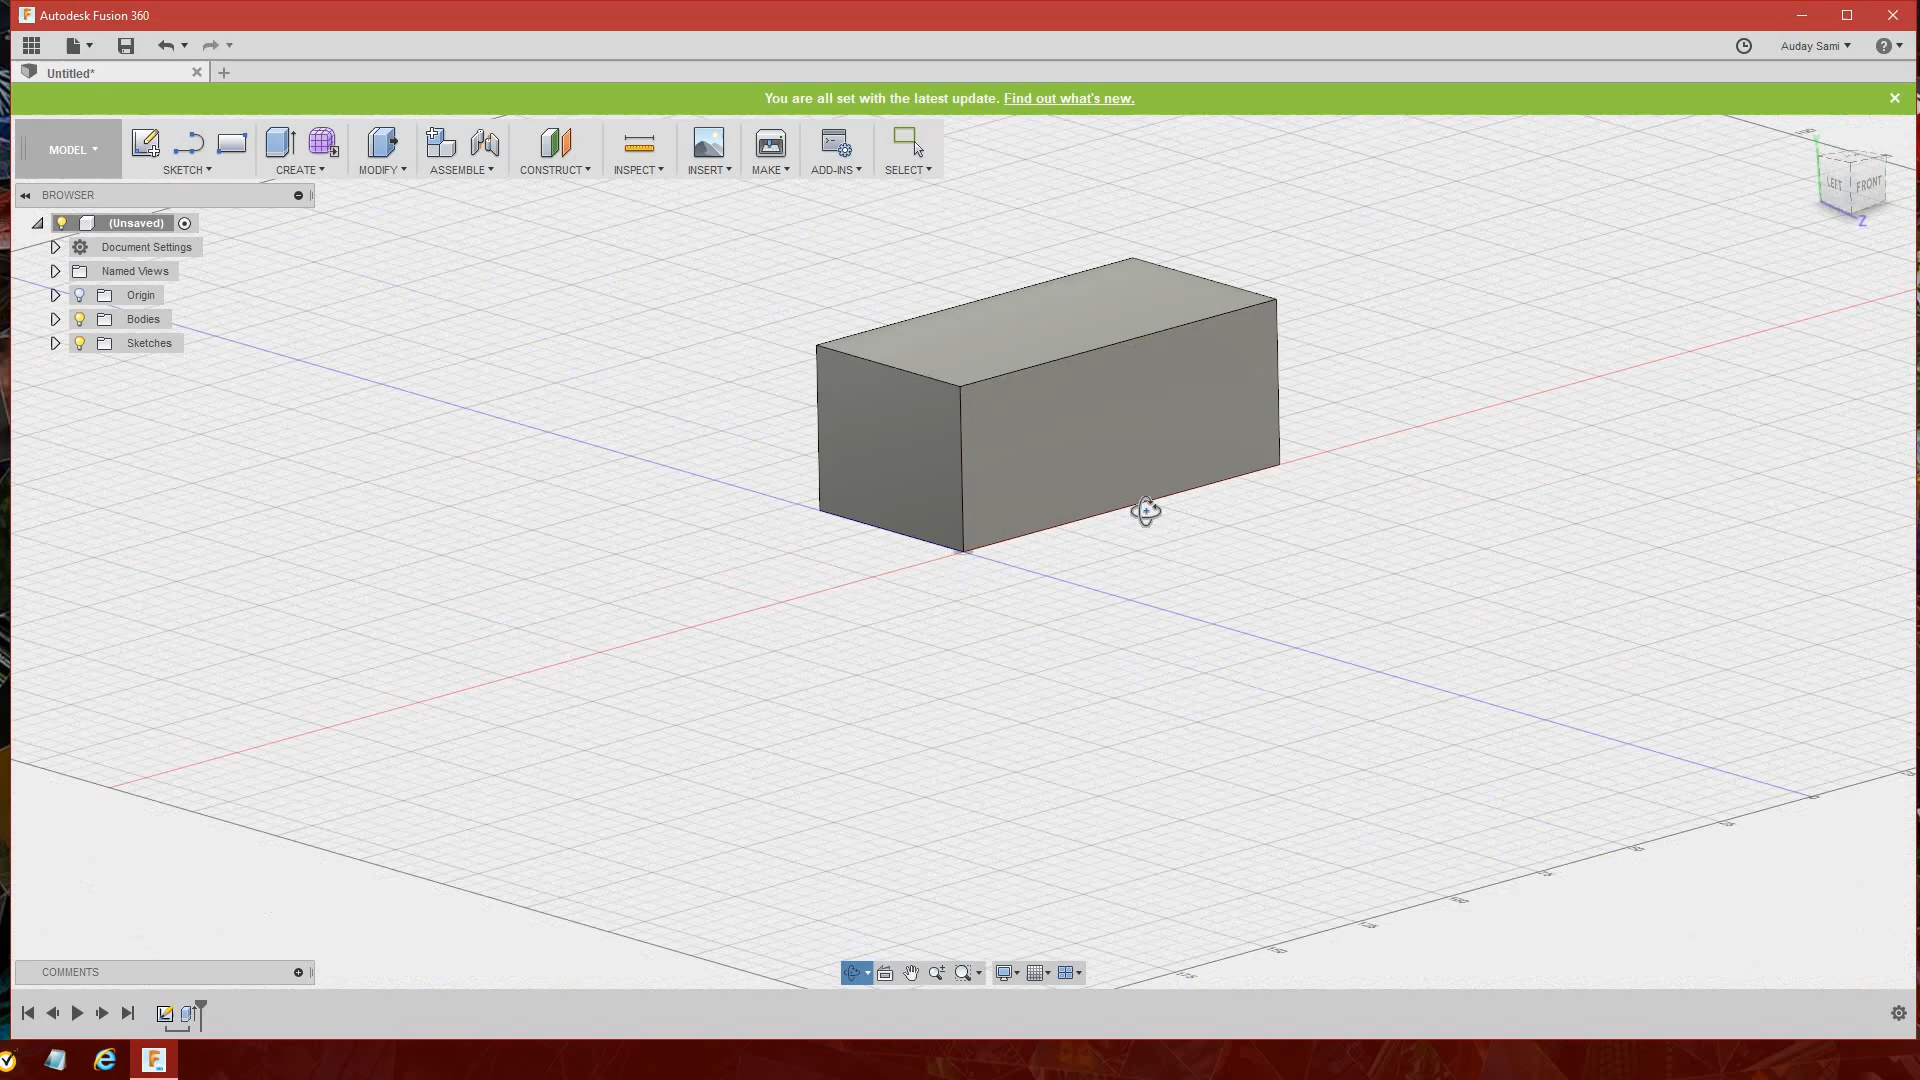 Autodesk Fusion 360
Auday Sami
Untitled*
You are all set with the latest update. Find out what's new.
MODEL
SKETCH CREATE MODIFY ASSEMBLE CONSTRUCT INSPECT INSERT MAKE ADD-INS SELECT
LEFT FRONT
Z
BROWSER
(Unsaved)
Document Settings
Named Views
Origin
Bodies
Sketches
COMMENTS